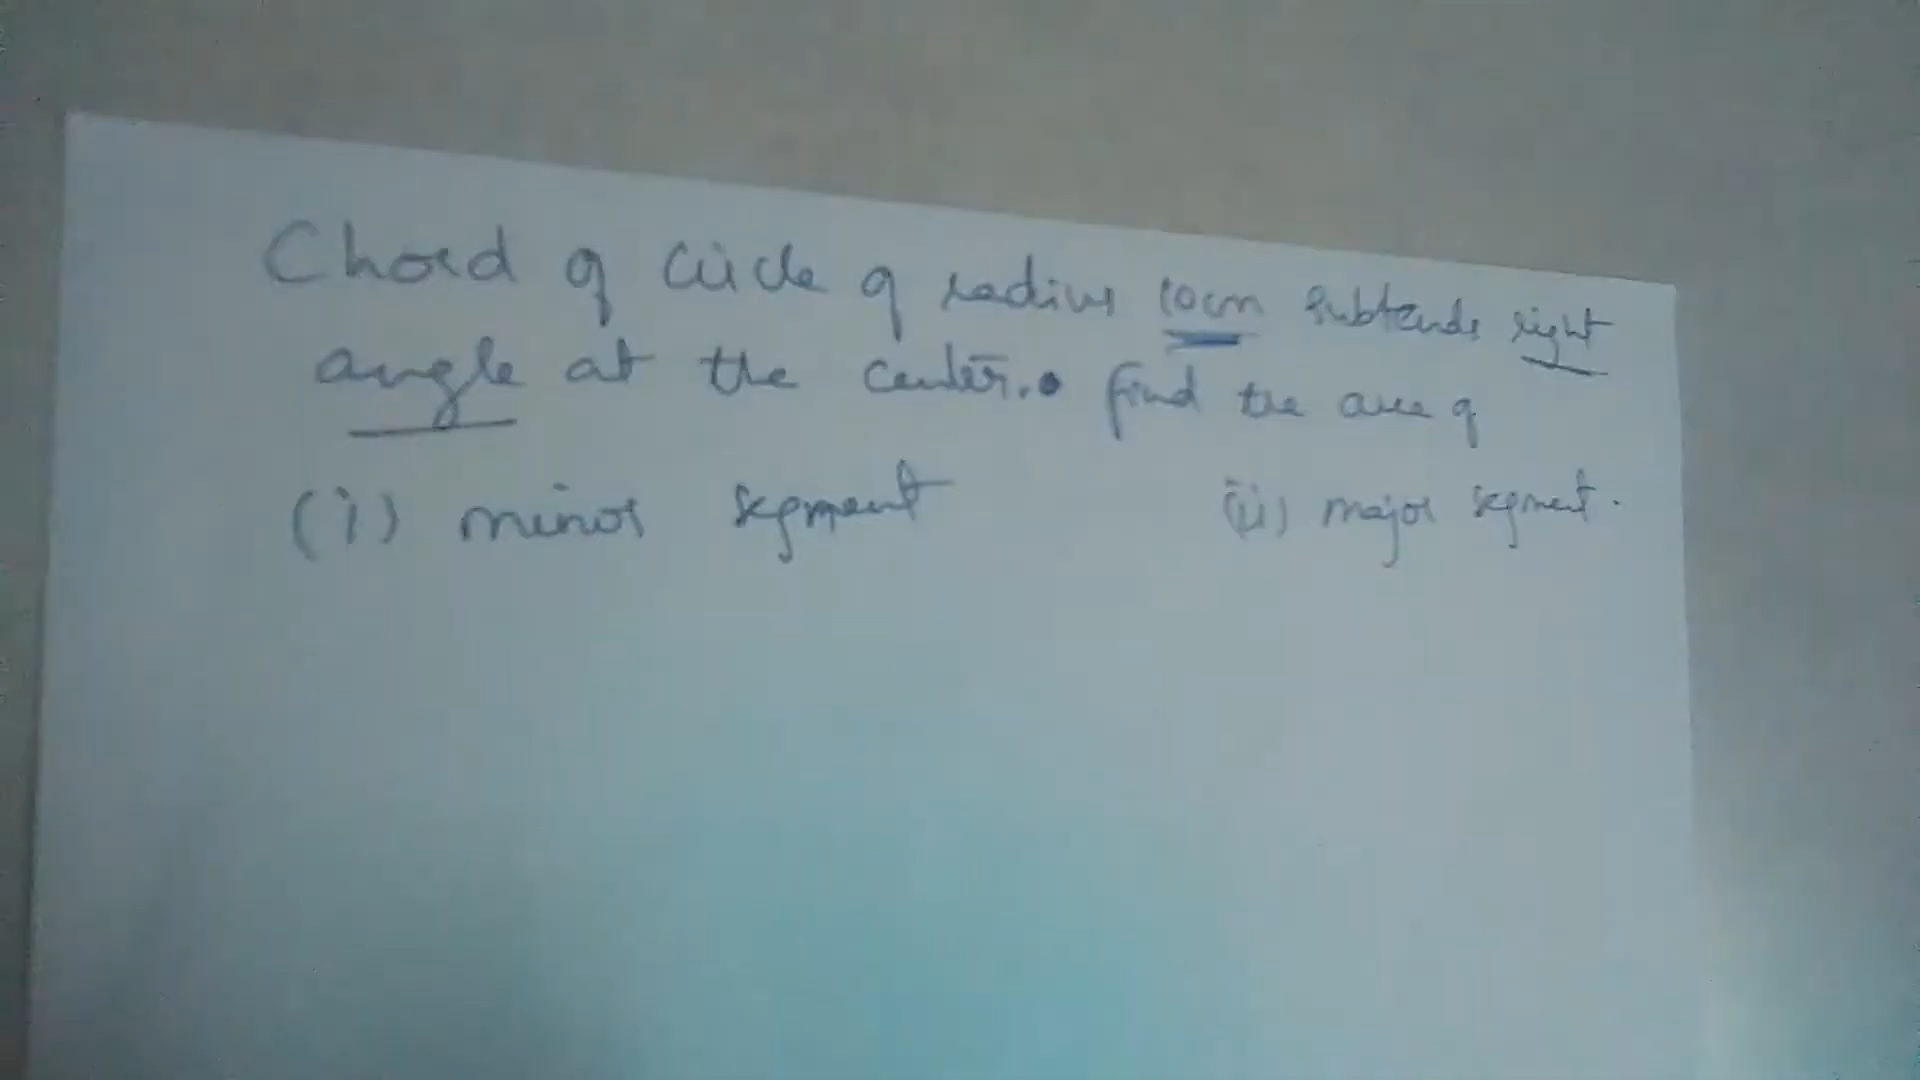 Chord of circle of radius 10cm subtends right
angle at the center. find the area of
(i) minor segment (ii) major segment.